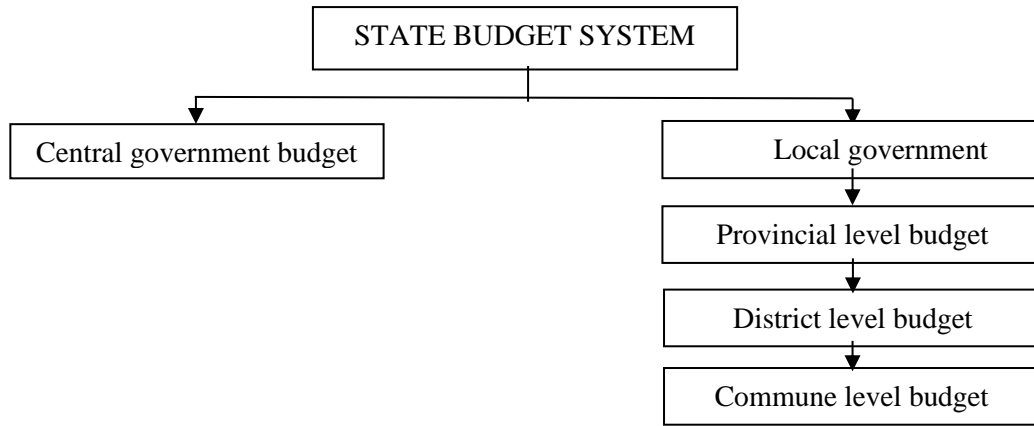 STATE BUDGET SYSTEM
Central government budget
Local government
Provincial level budget
District level budget
Commune level budget